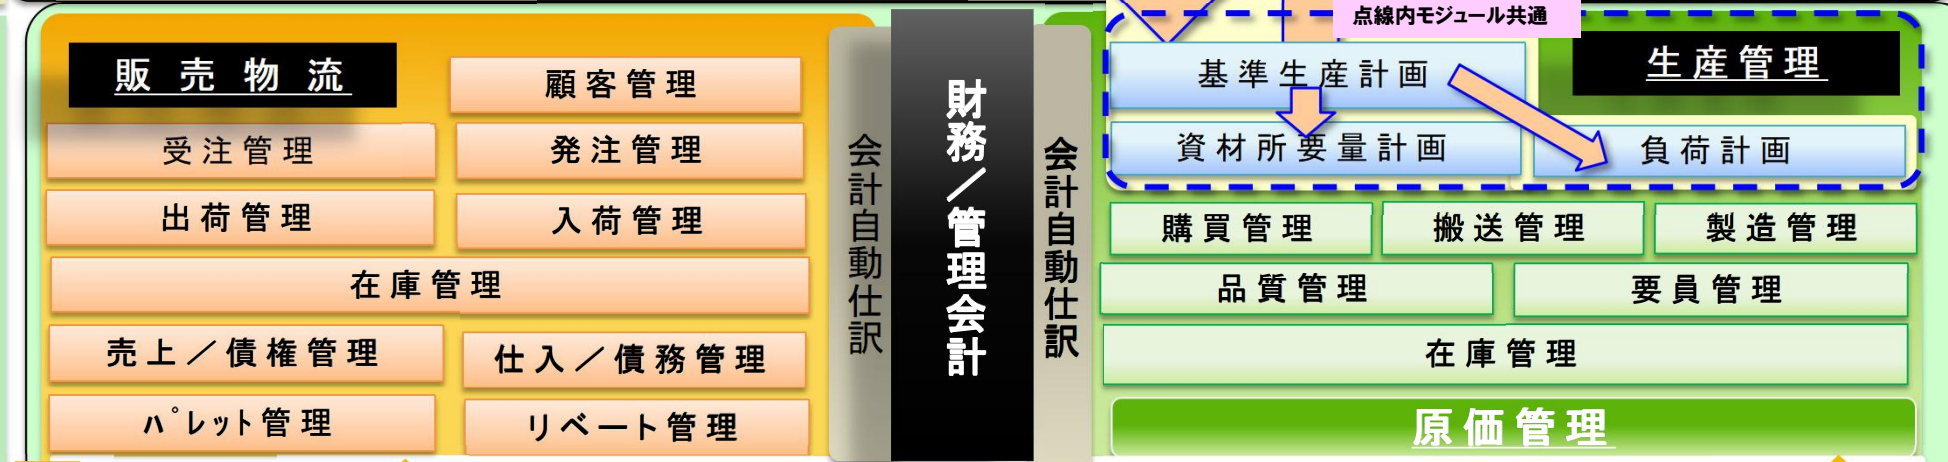 点線内モジュール共通
販売物流
顧客管理
受注管理
発注管理
出荷管理
入荷管理
在庫管理
売上／債権管理
仕入／債務管理
ﾊﾟﾚｯﾄ管理
リベート管理
会計自動仕訳
財務／管理会計
会計自動仕訳
基準生産計画
生産管理
資材所要量計画
負荷計画
購買管理
搬送管理
製造管理
品質管理
要員管理
在庫管理
原価管理